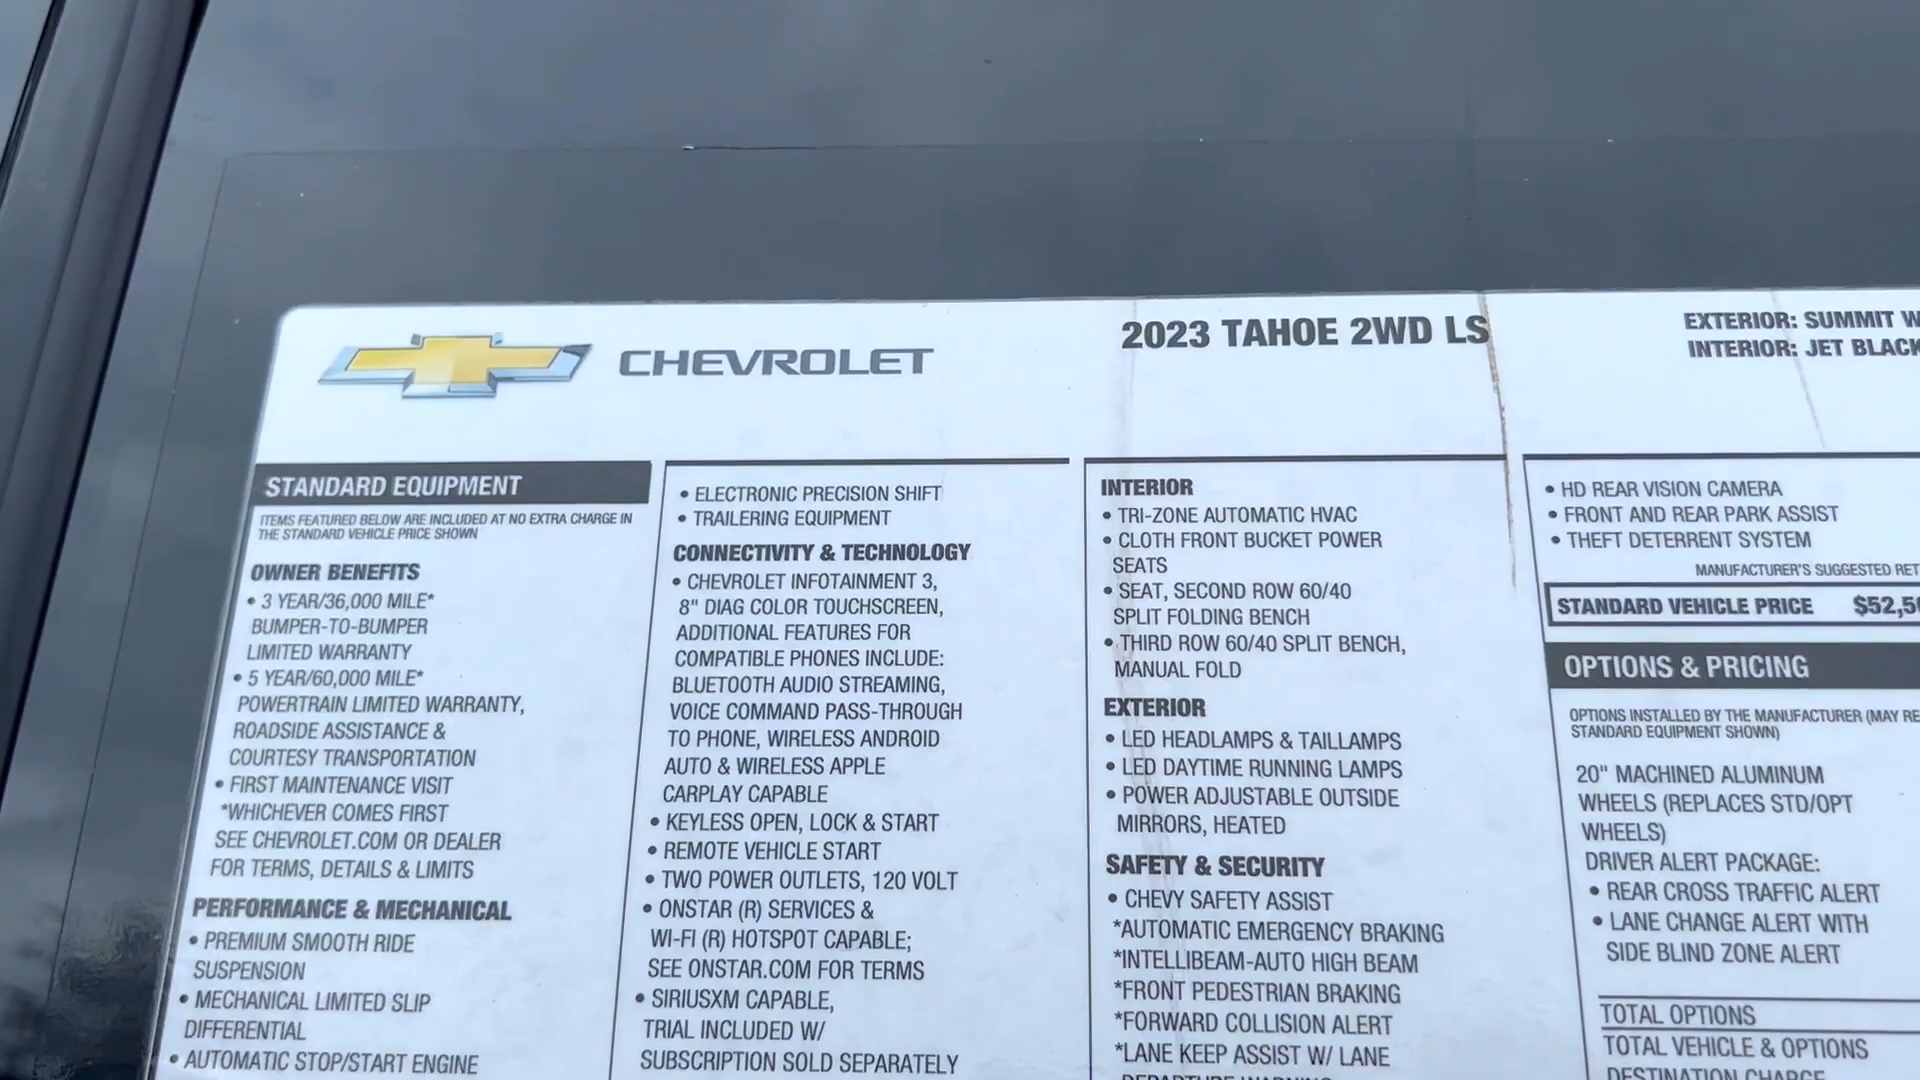 CHEVROLET
2023 TAHOE 2WD LS
EXTERIOR: SUMMIT
INTERIOR: JET BLACK
STANDARD EQUIPMENT
ITEMS FEATURED BELOW ARE INCLUDED AT NO EXTRA CHARGE IN
THE STANDARD VEHICLE PRICE SHOWN
OWNER BENEFITS
• 3 YEAR/36,000 MILE*
BUMPER-TO-BUMPER
LIMITED WARRANTY
• 5 YEAR/60,000 MILE*
POWERTRAIN LIMITED WARRANTY,
ROADSIDE ASSISTANCE &
COURTESY TRANSPORTATION
• FIRST MAINTENANCE VISIT
*WHICHEVER COMES FIRST
SEE CHEVROLET.COM OR DEALER
FOR TERMS, DETAILS & LIMITS
PERFORMANCE & MECHANICAL
• PREMIUM SMOOTH RIDE
SUSPENSION
• MECHANICAL LIMITED SLIP
DIFFERENTIAL
• AUTOMATIC STOP/START ENGINE
• ELECTRONIC PRECISION SHIFT
• TRAILERING EQUIPMENT
CONNECTIVITY & TECHNOLOGY
• CHEVROLET INFOTAINMENT 3,
8" DIAG COLOR TOUCHSCREEN,
ADDITIONAL FEATURES FOR
COMPATIBLE PHONES INCLUDE:
BLUETOOTH AUDIO STREAMING,
VOICE COMMAND PASS-THROUGH
TO PHONE, WIRELESS ANDROID
AUTO & WIRELESS APPLE
CARPLAY CAPABLE
• KEYLESS OPEN, LOCK & START
• REMOTE VEHICLE START
• TWO POWER OUTLETS, 120 VOLT
• ONSTAR (R) SERVICES &
WI-FI (R) HOTSPOT CAPABLE;
SEE ONSTAR.COM FOR TERMS
• SIRIUSXM CAPABLE,
TRIAL INCLUDED W/
SUBSCRIPTION SOLD SEPARATELY
INTERIOR
• TRI-ZONE AUTOMATIC HVAC
• CLOTH FRONT BUCKET POWER
SEATS
• SEAT, SECOND ROW 60/40
SPLIT FOLDING BENCH
• THIRD ROW 60/40 SPLIT BENCH,
MANUAL FOLD
EXTERIOR
• LED HEADLAMPS & TAILLAMPS
• LED DAYTIME RUNNING LAMPS
• POWER ADJUSTABLE OUTSIDE
MIRRORS, HEATED
SAFETY & SECURITY
• CHEVY SAFETY ASSIST
*AUTOMATIC EMERGENCY BRAKING
*INTELLIBEAM-AUTO HIGH BEAM
*FRONT PEDESTRIAN BRAKING
*FORWARD COLLISION ALERT
*LANE KEEP ASSIST W/ LANE
DEPARTURE WARNING
• HD REAR VISION CAMERA
• FRONT AND REAR PARK ASSIST
• THEFT DETERRENT SYSTEM
MANUFACTURER'S SUGGESTED
STANDARD VEHICLE PRICE $52,5
OPTIONS & PRICING
OPTIONS INSTALLED BY THE MANUFACTURER (MAY
STANDARD EQUIPMENT SHOWN)
20" MACHINED ALUMINUM
WHEELS (REPLACES STD/OPT
WHEELS)
DRIVER ALERT PACKAGE:
• REAR CROSS TRAFFIC ALERT
• LANE CHANGE ALERT WITH
SIDE BLIND ZONE ALERT
TOTAL OPTIONS
TOTAL VEHICLE & OPTIONS
DESTINATION CHARGE